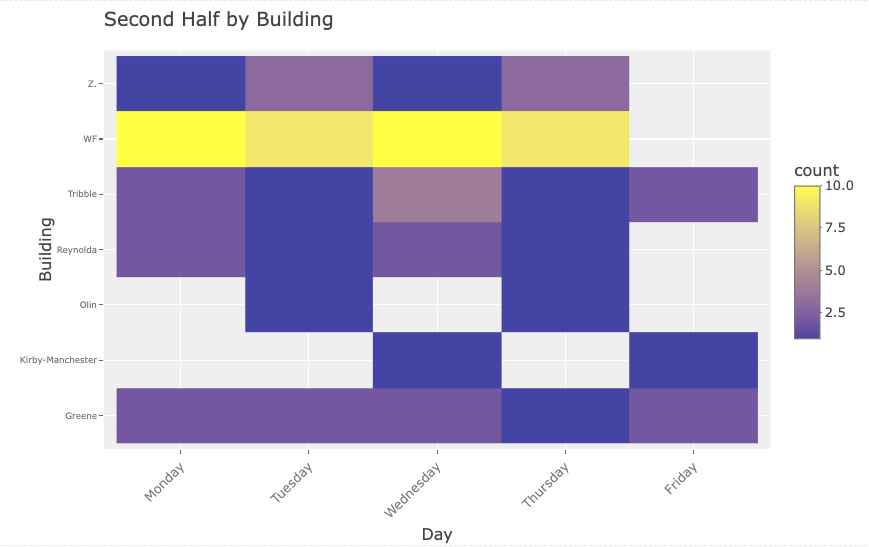 Second Half by Building
Z.
WF
Tribble
Reynolda
Olin
Kirby-Manchester
Greene
Building
Monday
Tuesday
Wednesday
Thursday
Friday
Day
count
10.0
7.5
5.0
2.5